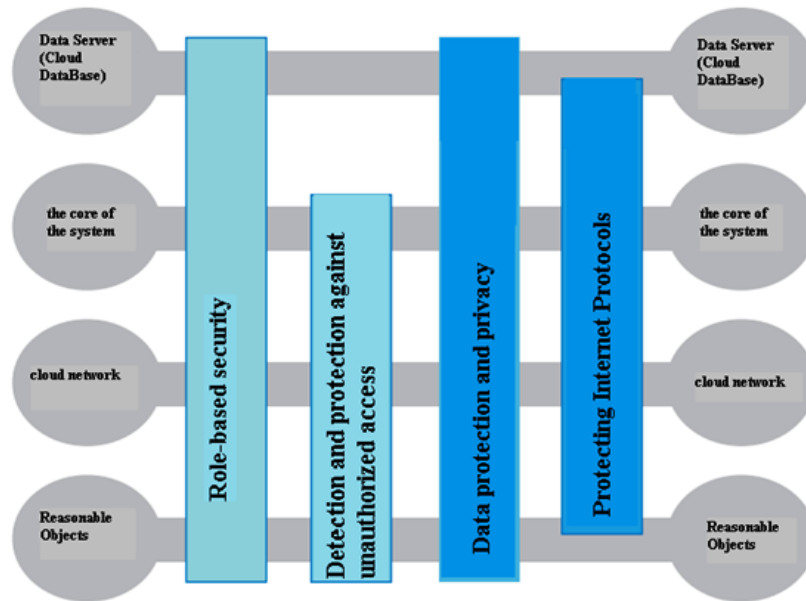 Data Server
(Cloud
DataBase)
the core of
the system
cloud network
Reasonable
Objects
Role-based security
Detection and protection against
unauthorized access
Data protection and privacy
Protecting Internet Protocols
Data Server
(Cloud
DataBase)
the core of
the system
cloud network
Reasonable
Objects